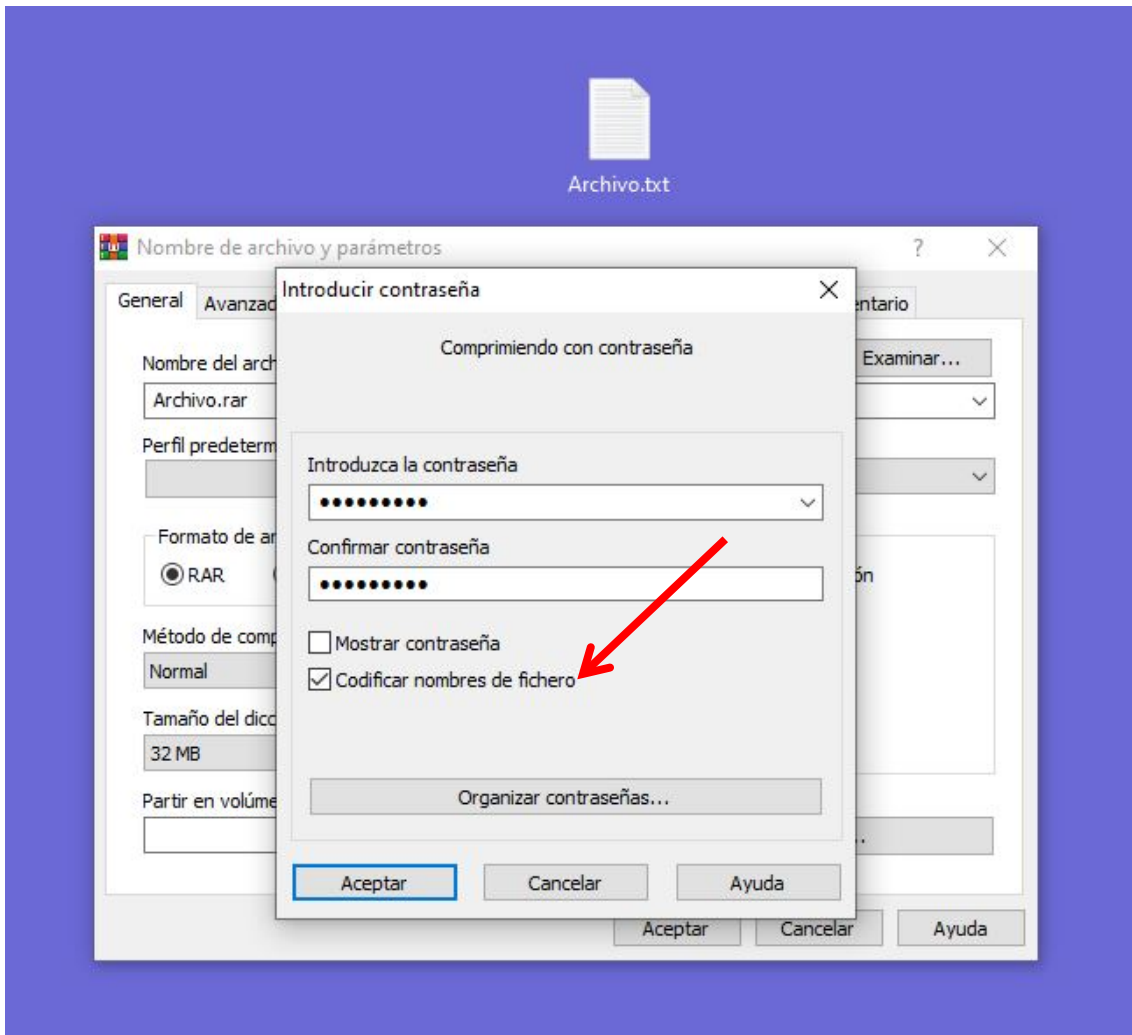 Archivo.txt
Nombre de archivo y parámetros
?
General Avanzad
entario
Introducir contraseña
Comprimiendo con contraseña
Nombre del arch
Examinar...
Archivo.rar
Perfil predeterm
Introduzca la contraseña
•••••••••
Formato de ar
Confirmar contraseña
RAR
ón
•••••••••
Método de comp
Mostrar contraseña
Normal
Codificar nombres de fichero
Tamaño del dicc
32 MB
Partir en volúme
Organizar contraseñas...
Aceptar Cancelar Ayuda
Aceptar Cancelar Ayuda